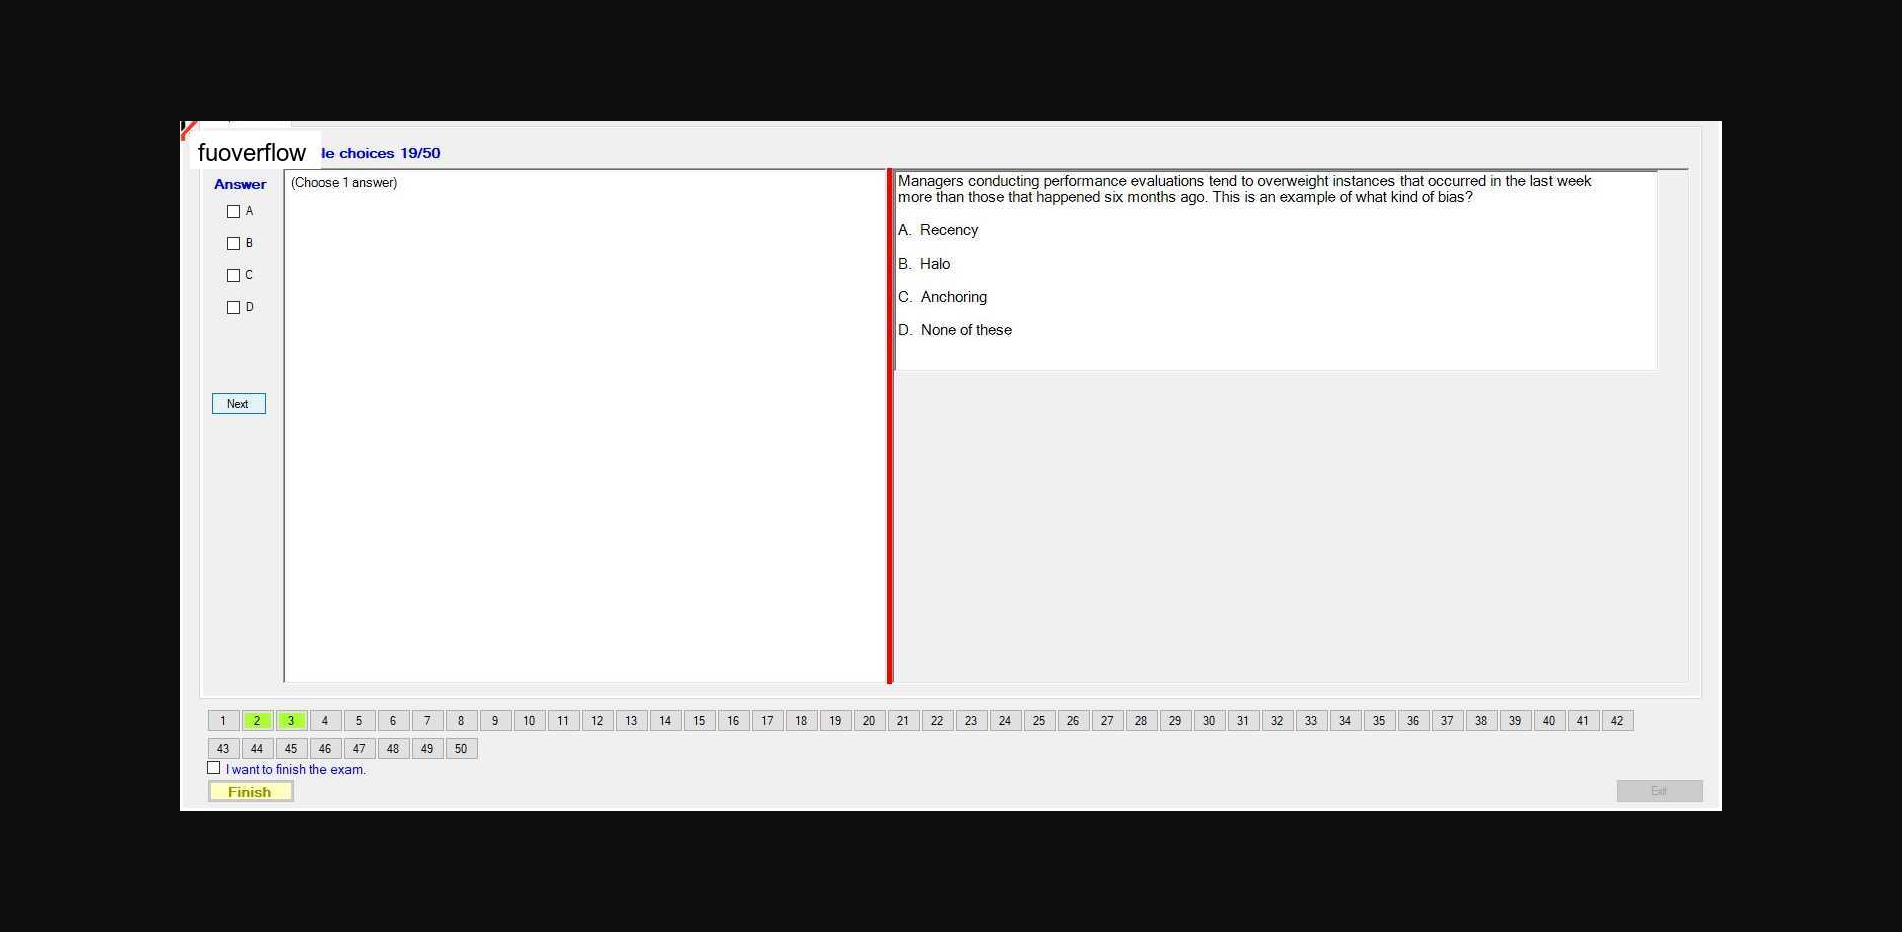 fuoverflow
le choices 19/50
Answer
(Choose 1 answer)
A
B
C
D
Next
Managers conducting performance evaluations tend to overweight instances that occurred in the last week
more than those that happened six months ago. This is an example of what kind of bias?
A. Recency
B. Halo
C. Anchoring
D. None of these
1 2 3 4 5 6 7 8 9 10 11 12 13 14 15 16 17 18 19 20 21 22 23 24 25 26 27 28 29 30 31 32 33 34 35 36 37 38 39 40 41 42
43 44 45 46 47 48 49 50
I want to finish the exam.
Finish
Exit